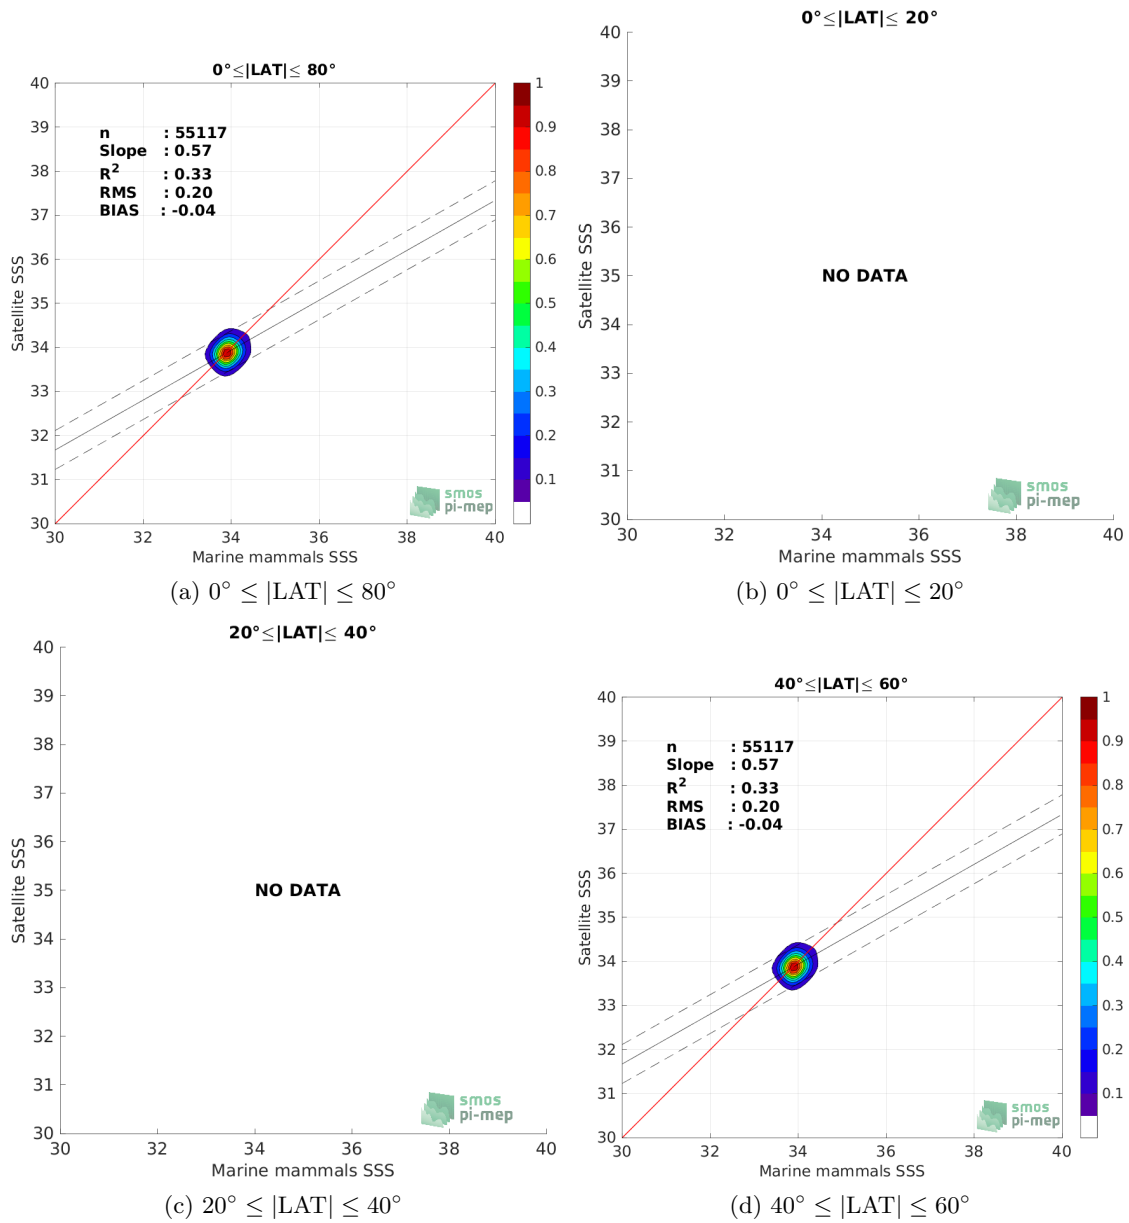 0°≤|LAT|≤ 80°
40
39
38
37
36
35
34
33
32
31
30
Satellite SSS
n : 55117
Slope : 0.57
R² : 0.33
RMS : 0.20
BIAS : -0.04
smos
pi-mep
30 32 34 36 38 40
Marine mammals SSS
1
0.9
0.8
0.7
0.6
0.5
0.4
0.3
0.2
0.1
(a) 0° ≤ |LAT| ≤ 80°
0°≤|LAT|≤ 20°
40
39
38
37
36
35
34
33
32
31
30
Satellite SSS
NO DATA
smos
pi-mep
30 32 34 36 38 40
Marine mammals SSS
(b) 0° ≤ |LAT| ≤ 20°
20°≤|LAT|≤ 40°
40
39
38
37
36
35
34
33
32
31
30
Satellite SSS
NO DATA
smos
pi-mep
30 32 34 36 38 40
Marine mammals SSS
(c) 20° ≤ |LAT| ≤ 40°
40°≤|LAT|≤ 60°
40
39
38
37
36
35
34
33
32
31
30
Satellite SSS
n : 55117
Slope : 0.57
R² : 0.33
RMS : 0.20
BIAS : -0.04
smos
pi-mep
30 32 34 36 38 40
Marine mammals SSS
1
0.9
0.8
0.7
0.6
0.5
0.4
0.3
0.2
0.1
(d) 40° ≤ |LAT| ≤ 60°